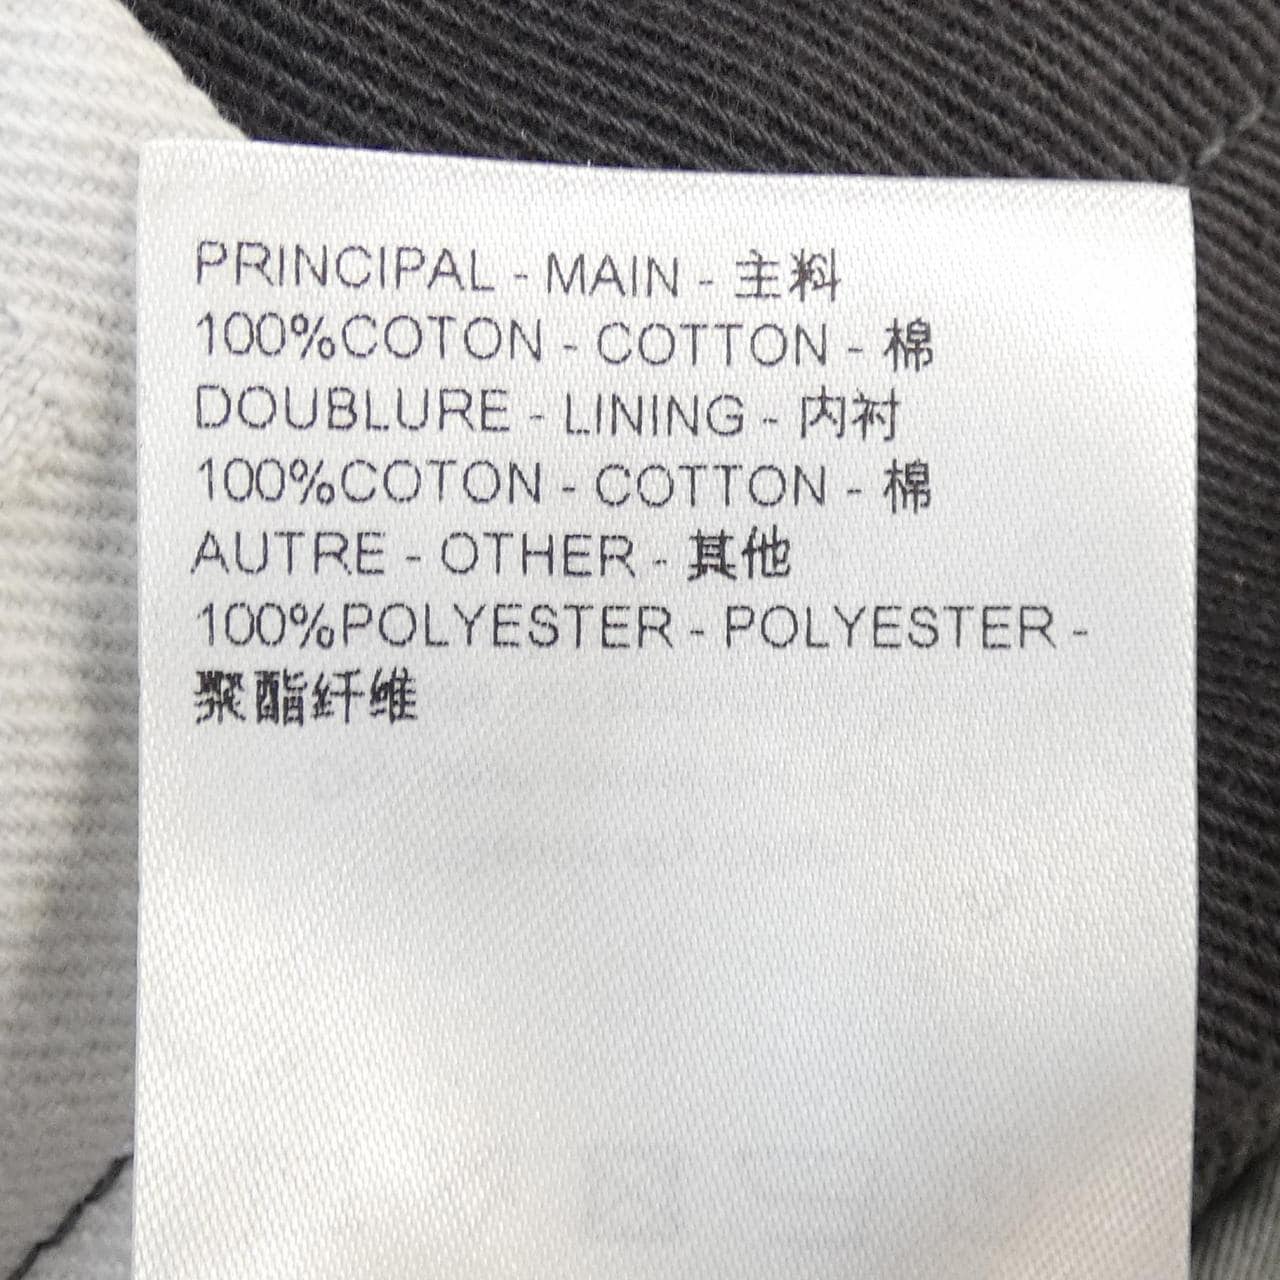 PRINCIPAL - MAIN - 主料
100%COTON - COTTON - 棉
DOUBLURE - LINING - 内衬
100%COTON - COTTON - 棉
AUTRE - OTHER - 其他
100%POLYESTER - POLYESTER -
聚酯纤维